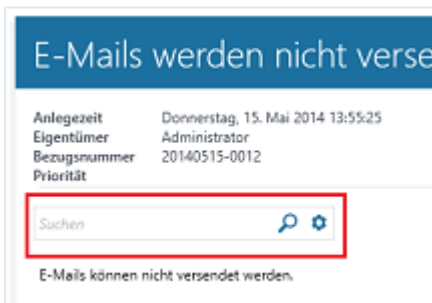 E-Mails werden nicht verse
Anlegezeit Donnerstag, 15. Mai 2014 13:55:25
Eigentümer Administrator
Bezugsnummer 20140515-0012
Priorität
Suchen
E-Mails können nicht versendet werden.